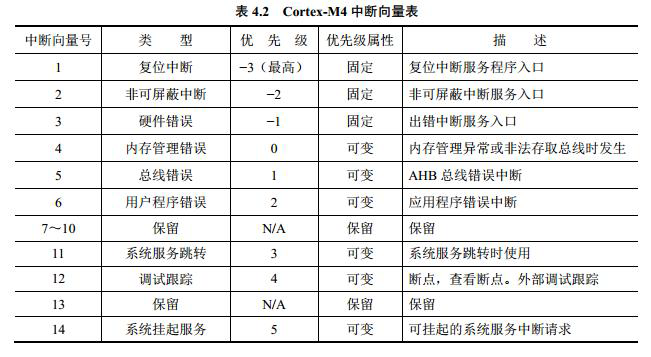 表 4.2 Cortex-M4 中断向量表
中断向量号 类 型 优 先 级 优先级属性 描 述
1 复位中断 −3（最高） 固定 复位中断服务程序入口
2 非可屏蔽中断 −2 固定 非可屏蔽中断服务入口
3 硬件错误 −1 固定 出错中断服务入口
4 内存管理错误 0 可变 内存管理异常或非法存取总线时发生
5 总线错误 1 可变 AHB 总线错误中断
6 用户程序错误 2 可变 应用程序错误中断
7～10 保留 N/A 保留 保留
11 系统服务跳转 3 可变 系统服务跳转时使用
12 调试跟踪 4 可变 断点，查看断点。外部调试跟踪
13 保留 N/A 保留 保留
14 系统挂起服务 5 可变 可挂起的系统服务中断请求